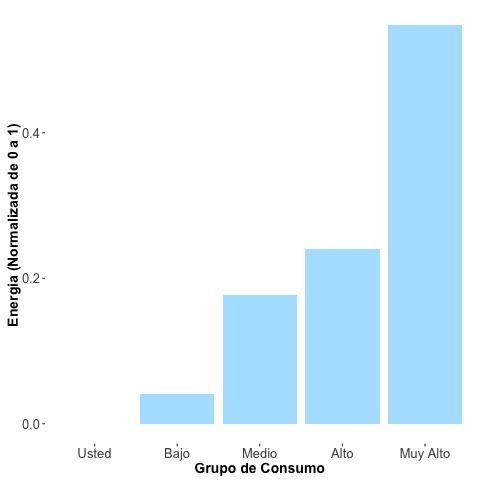 Energia (Normalizada de 0 a 1)
0.4
0.2
0.0
Usted Bajo Medio Alto Muy Alto
Grupo de Consumo